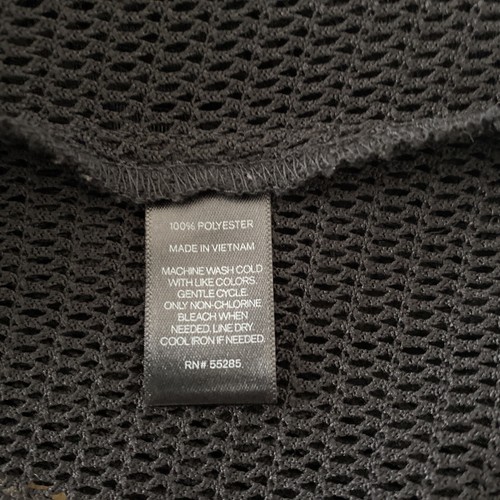 100% POLYESTER
MADE IN VIETNAM
MACHINE WASH COLD
WITH LIKE COLORS.
GENTLE CYCLE.
ONLY NON-CHLORINE
BLEACH WHEN
NEEDED. LINE DRY.
COOL IRON IF NEEDED.
RN# 55285